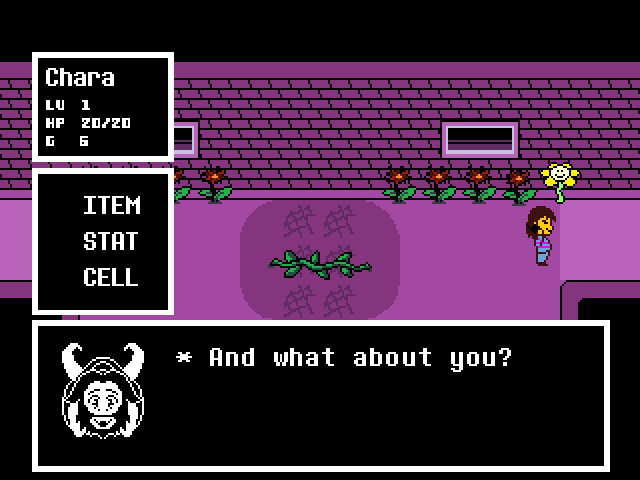 Chara
LV 1
HP 20/20
G 6
ITEM
STAT
CELL
* And what about you?